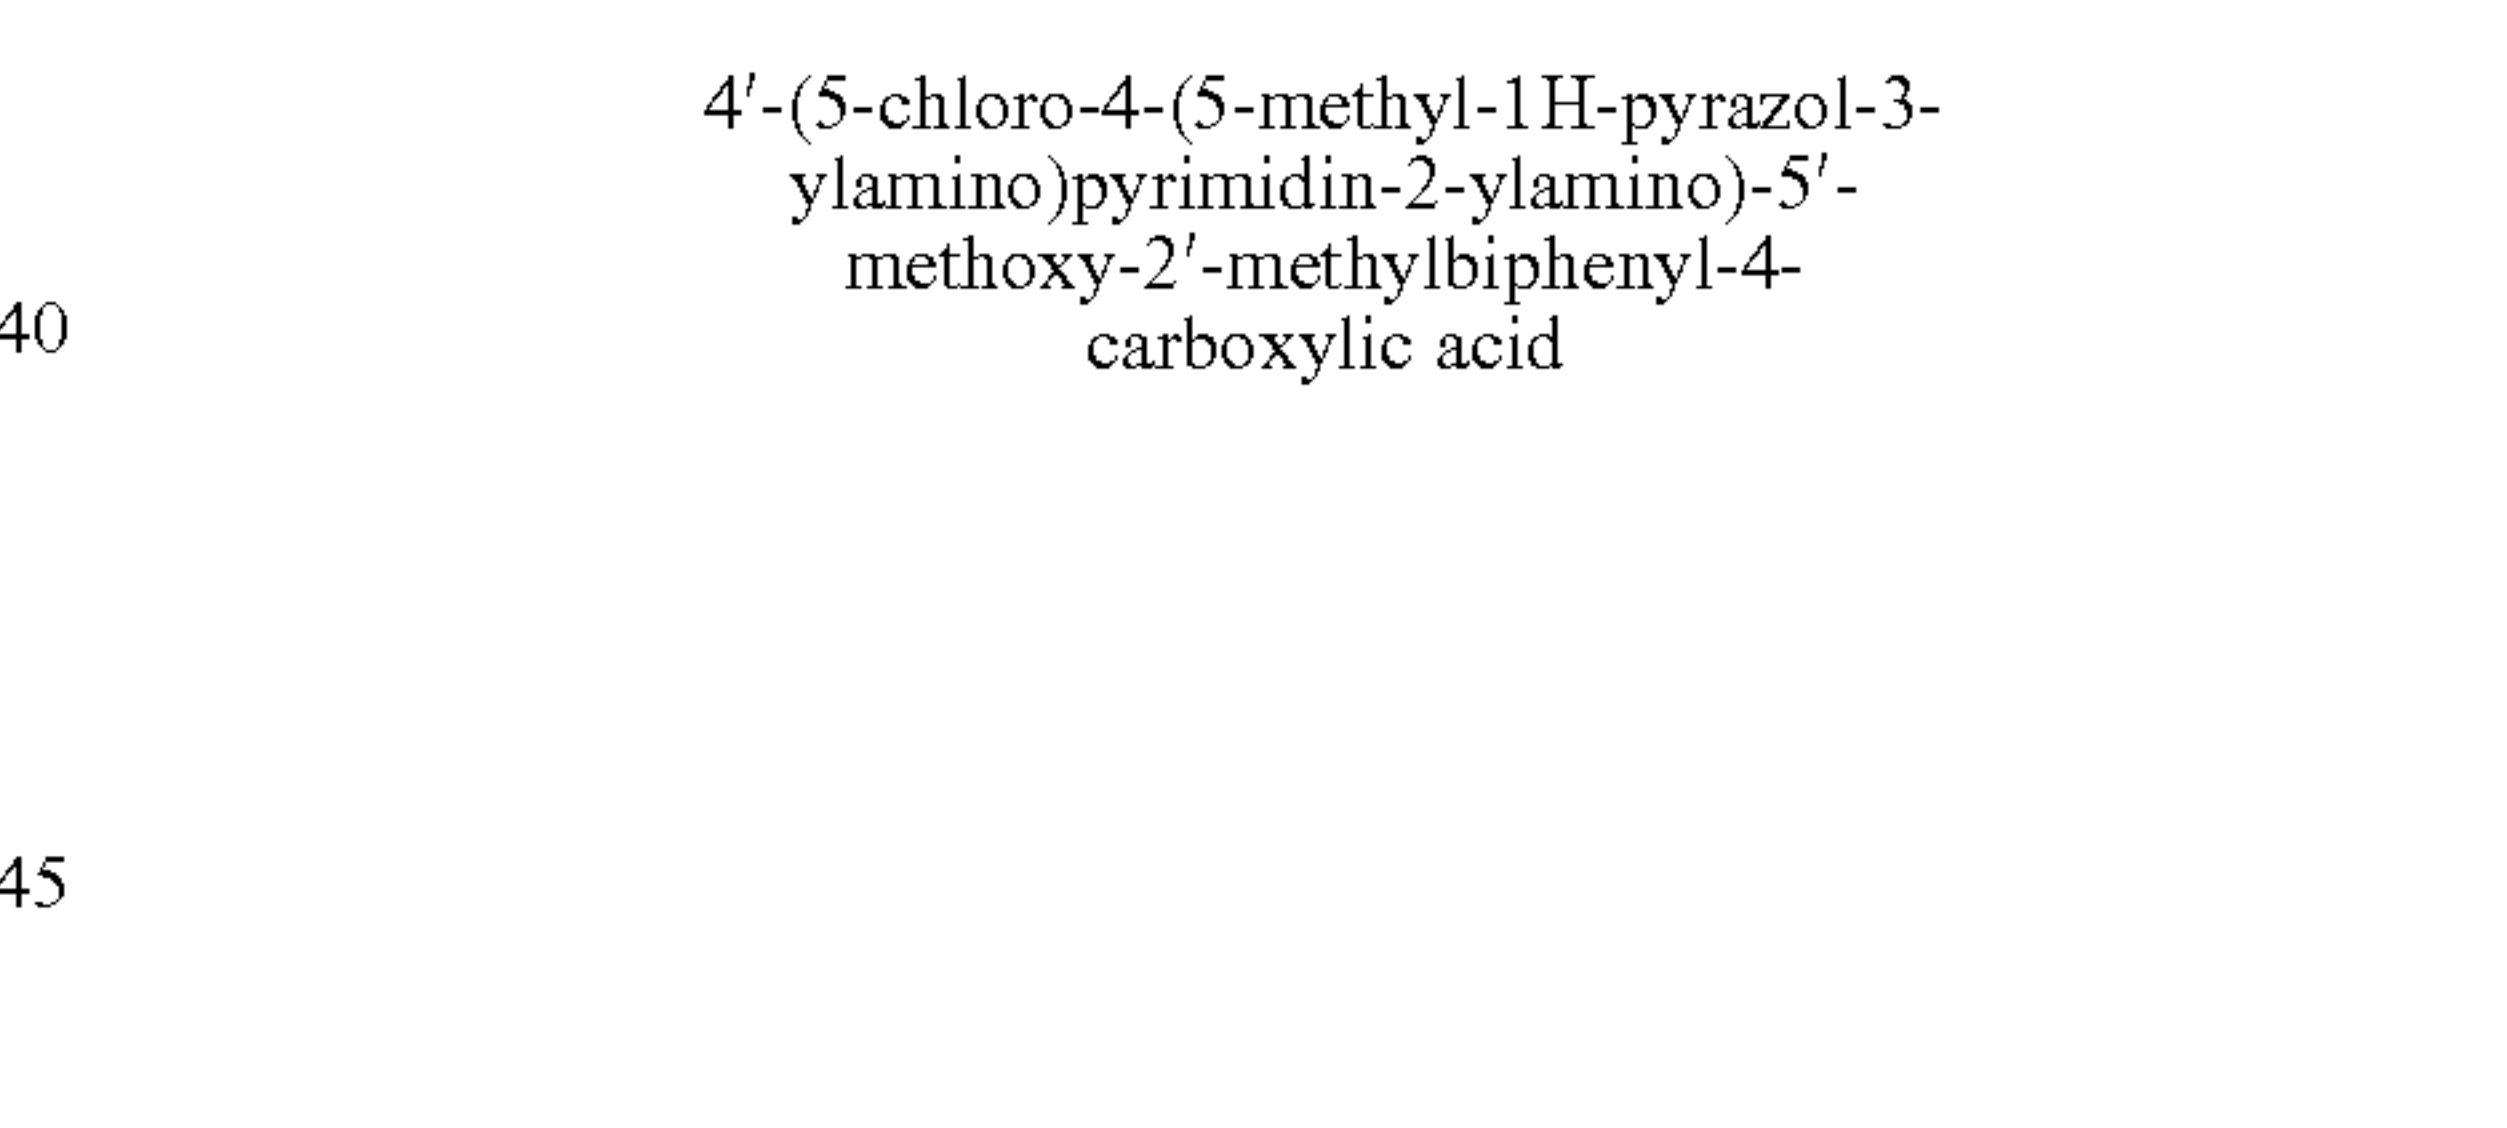 4′-(5-chloro-4-(5-methyl-1H-pyrazol-3-
ylamino)pyrimidin-2-ylamino)-5′-
methoxy-2′-methylbiphenyl-4-
40
carboxylic acid
45